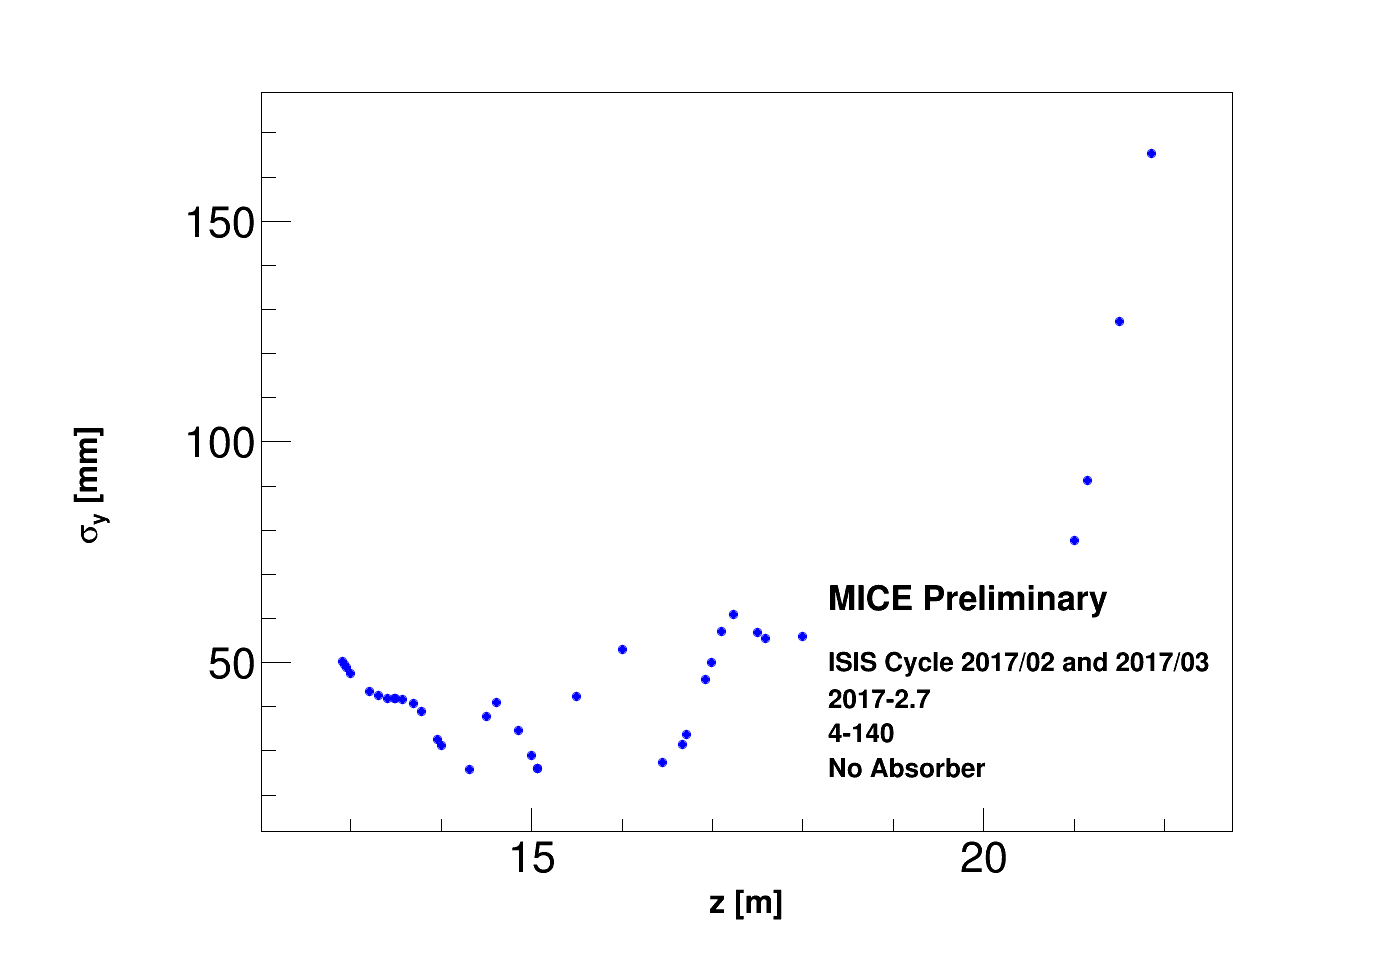 150
100
50
σy [mm]
MICE Preliminary
ISIS Cycle 2017/02 and 2017/03
2017-2.7
4-140
No Absorber
15
20
z [m]